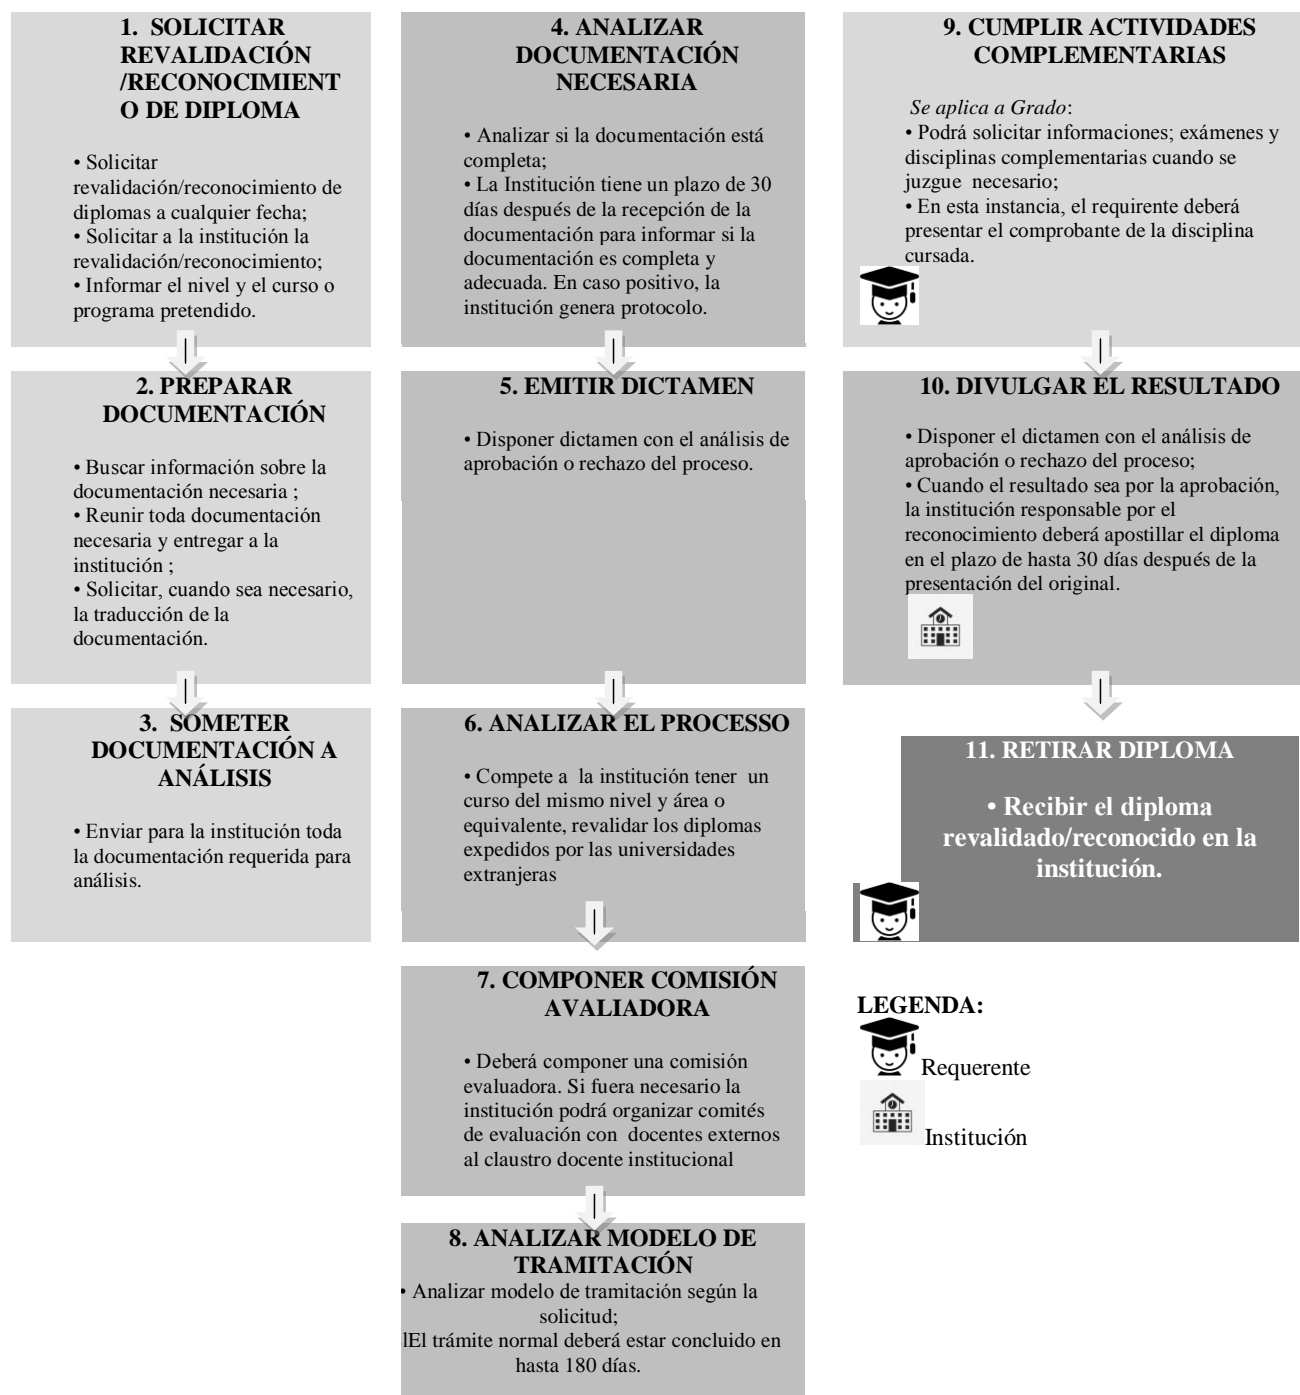 1. SOLICITAR
REVALIDACIÓN
/RECONOCIMIENT
O DE DIPLOMA
• Solicitar
revalidación/reconocimiento de
diplomas a cualquier fecha;
• Solicitar a la institución la
revalidación/reconocimiento;
• Informar el nivel y el curso o
programa pretendido.
2. PREPARAR
DOCUMENTACIÓN
• Buscar información sobre la
documentación necesaria ;
• Reunir toda documentación
necesaria y entregar a la
institución ;
• Solicitar, cuando sea necesario,
la traducción de la
documentación.
3. SOMETER
DOCUMENTACIÓN A
ANÁLISIS
• Enviar para la institución toda
la documentación requerida para
análisis.
4. ANALIZAR
DOCUMENTACIÓN
NECESARIA
• Analizar si la documentación está
completa;
• La Institución tiene un plazo de 30
días después de la recepción de la
documentación para informar si la
documentación es completa y
adecuada. En caso positivo, la
institución genera protocolo.
5. EMITIR DICTAMEN
• Disponer dictamen con el análisis de
aprobación o rechazo del proceso.
6. ANALIZAR EL PROCESSO
• Compete a la institución tener un
curso del mismo nivel y área o
equivalente, revalidar los diplomas
expedidos por las universidades
extranjeras
7. COMPONER COMISIÓN
AVALIADORA
• Deberá componer una comisión
evaluadora. Si fuera necesario la
institución podrá organizar comités
de evaluación con docentes externos
al claustro docente institucional
8. ANALIZAR MODELO DE
TRAMITACIÓN
• Analizar modelo de tramitación según la
solicitud;
lEl trámite normal deberá estar concluido en
hasta 180 días.
9. CUMPLIR ACTIVIDADES
COMPLEMENTARIAS
Se aplica a Grado:
• Podrá solicitar informaciones; exámenes y
disciplinas complementarias cuando se
juzgue necesario;
• En esta instancia, el requirente deberá
presentar el comprobante de la disciplina
cursada.
10. DIVULGAR EL RESULTADO
• Disponer el dictamen con el análisis de
aprobación o rechazo del proceso;
• Cuando el resultado sea por la aprobación,
la institución responsable por el
reconocimiento deberá apostillar el diploma
en el plazo de hasta 30 días después de la
presentación del original.
11. RETIRAR DIPLOMA
• Recibir el diploma
revalidado/reconocido en la
institución.
LEGENDA:
Requerente
Institución